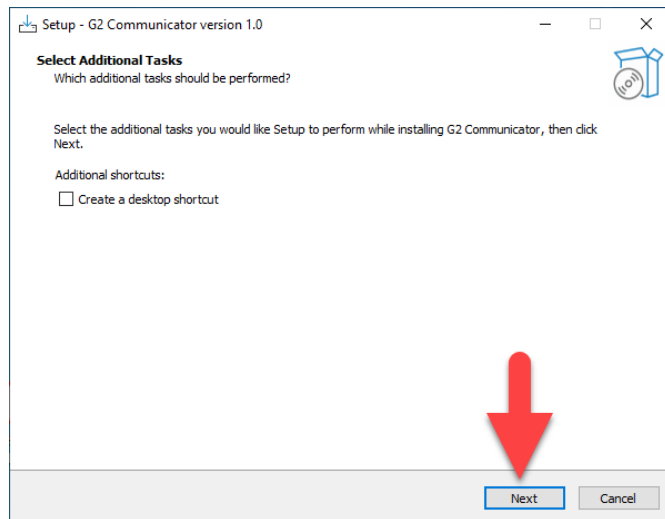 Setup - G2 Communicator version 1.0
Select Additional Tasks
Which additional tasks should be performed?
Select the additional tasks you would like Setup to perform while installing G2 Communicator, then click
Next.
Additional shortcuts:
Create a desktop shortcut
Next
Cancel